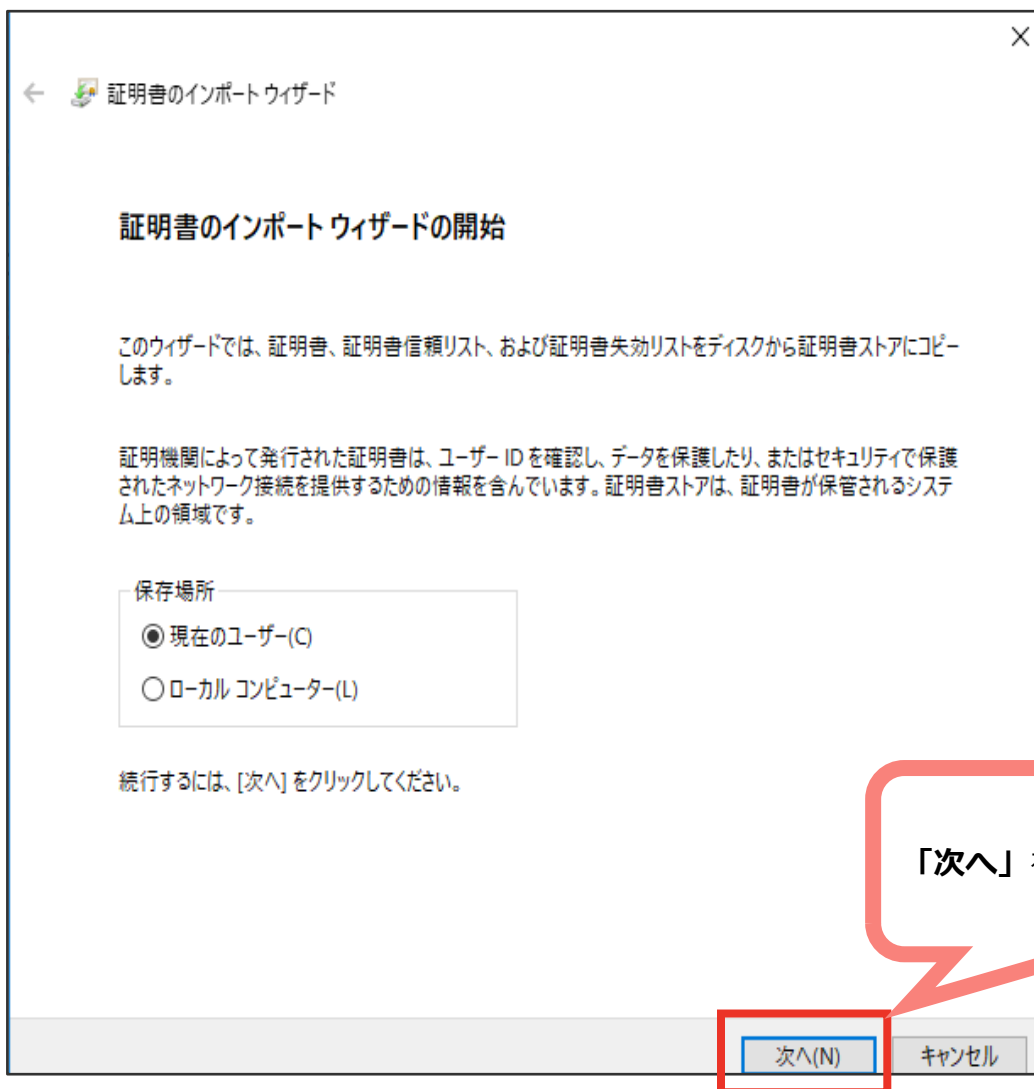 証明書のインポート ウィザード
証明書のインポート ウィザードの開始
このウィザードでは、証明書、証明書信頼リスト、および証明書失効リストをディスクから証明書ストアにコピー
します。
証明機関によって発行された証明書は、ユーザー ID を確認し、データを保護したり、またはセキュリティで保護
されたネットワーク接続を提供するための情報を含んでいます。証明書ストアは、証明書が保管されるシステ
ム上の領域です。
保存場所
現在のユーザー(C)
ローカル コンピューター(L)
続行するには、[次へ] をクリックしてください。
「次へ」
次へ(N)
キャンセル